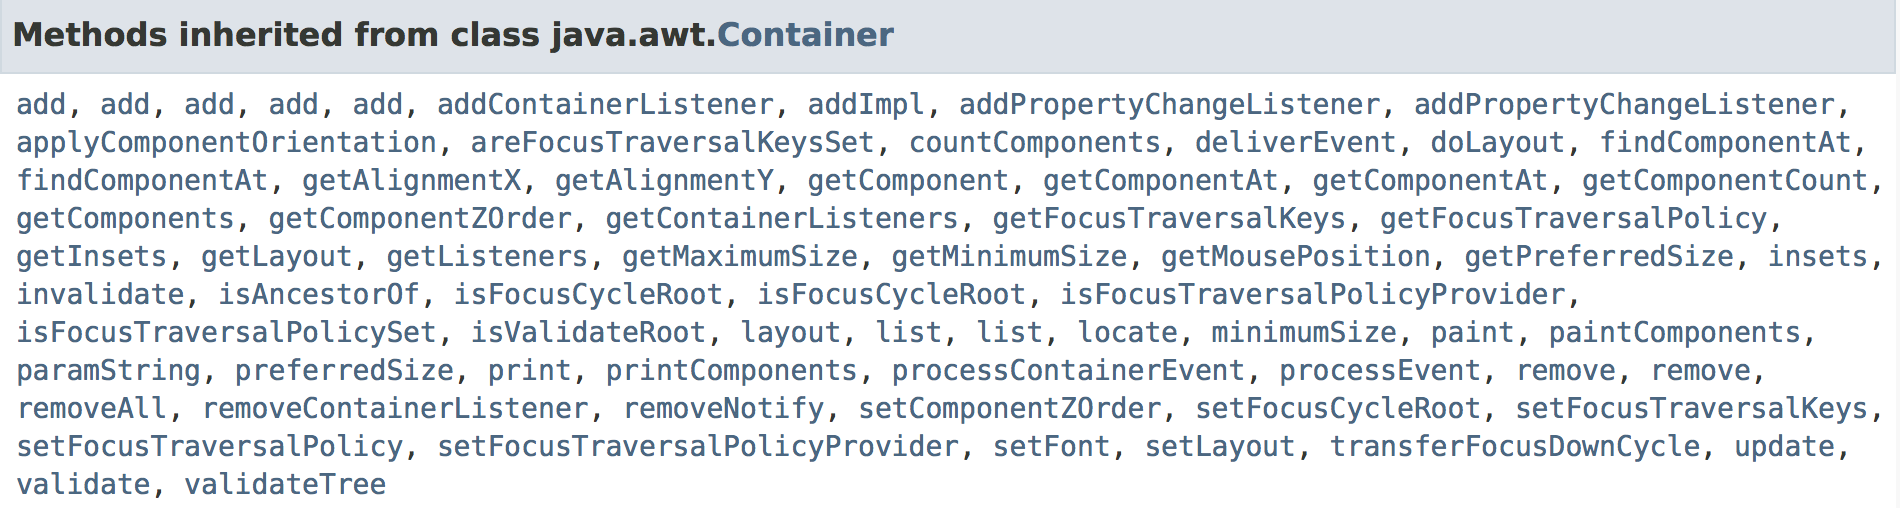 Methods inherited from class java.awt.Container
add, add, add, add, add, addContainerListener, addImpl, addPropertyChangeListener, addPropertyChangeListener,
applyComponentOrientation, areFocusTraversalKeysSet, countComponents, deliverEvent, doLayout, findComponentAt,
findComponentAt, getAlignmentX, getAlignmentY, getComponent, getComponentAt, getComponentAt, getComponentCount,
getComponents, getComponentZOrder, getContainerListeners, getFocusTraversalKeys, getFocusTraversalPolicy,
getInsets, getLayout, getListeners, getMaximumSize, getMinimumSize, getMousePosition, getPreferredSize, insets,
invalidate, isAncestorOf, isFocusCycleRoot, isFocusCycleRoot, isFocusTraversalPolicyProvider,
isFocusTraversalPolicySet, isValidateRoot, layout, list, list, locate, minimumSize, paint, paintComponents,
paramString, preferredSize, print, printComponents, processContainerEvent, processEvent, remove, remove,
removeAll, removeContainerListener, removeNotify, setComponentZOrder, setFocusCycleRoot, setFocusTraversalKeys,
setFocusTraversalPolicy, setFocusTraversalPolicyProvider, setFont, setLayout, transferFocusDownCycle, update,
validate, validateTree